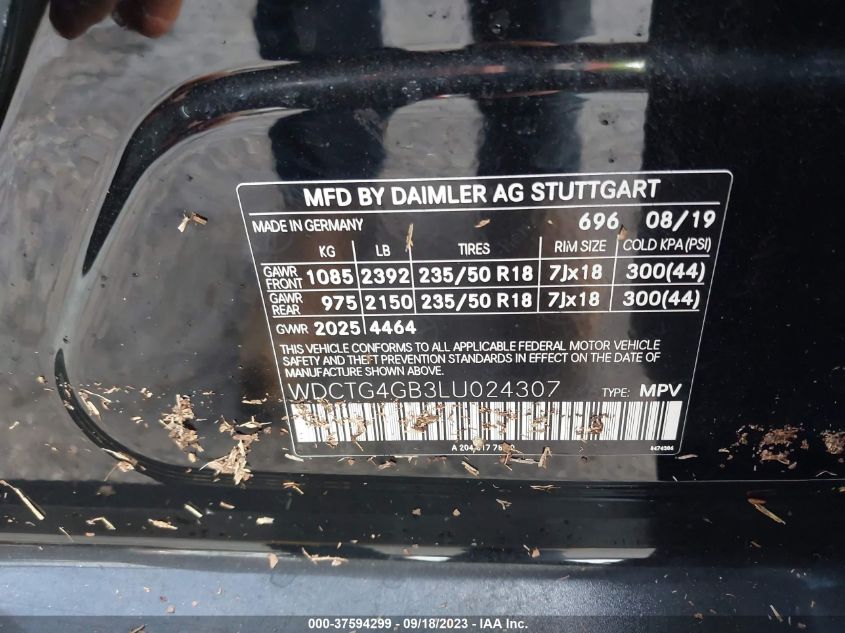 MFD BY DAIMLER AG STUTTGART
MADE IN GERMANY 696 08/19
KG LB TIRES RIM SIZE COLD KPA(PSI)
GAWR FRONT 1085 2392 235/50 R18 7Jx18 300(44)
GAWR REAR 975 2150 235/50 R18 7Jx18 300(44)
GVWR 2025 4464
THIS VEHICLE CONFORMS TO ALL APPLICABLE FEDERAL MOTOR VEHICLE
SAFETY AND THEFT PREVENTION STANDARDS IN EFFECT ON THE DATE OF
MANUFACTURE SHOWN ABOVE.
WDCTG4GB3LU024307 TYPE: MPV
A 204
000-37594299 - 09/18/2023 - IAA Inc.